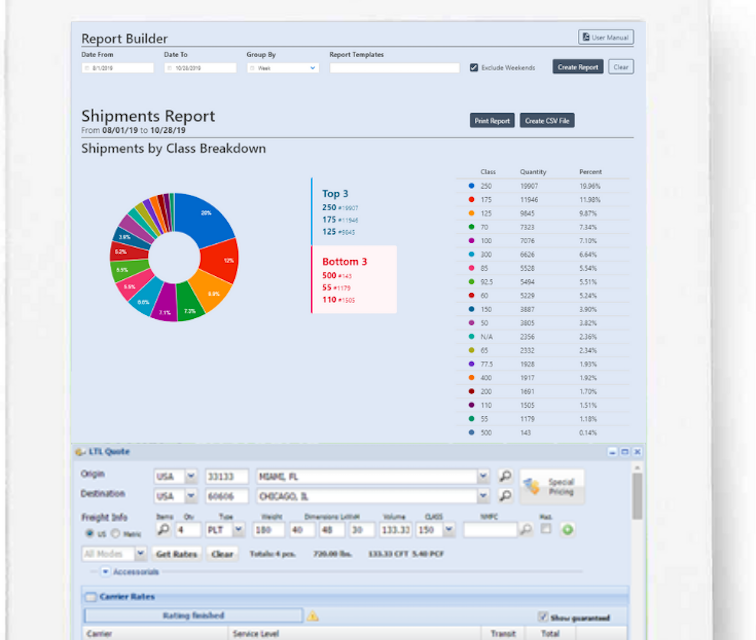 Report Builder
User Manual
Date From Date To Group By Report Templates
8/1/2019 10/28/2019 Week Exclude Weekends Create Report Clear
Shipments Report
From 08/01/19 to 10/28/19
Print Report Create CSV File
Shipments by Class Breakdown
Class Quantity Percent
250 19907 19.96%
175 11946 11.98%
125 9845 9.87%
70 7323 7.34%
100 7076 7.10%
300 6626 6.64%
85 5528 5.54%
92.5 5494 5.51%
60 5229 5.24%
150 3887 3.90%
50 3805 3.82%
N/A 2356 2.36%
65 2332 2.34%
77.5 1928 1.93%
400 1917 1.92%
200 1691 1.70%
110 1505 1.51%
55 1179 1.18%
500 143 0.14%
20%
12%
9.9%
7.3%
7.1%
6.6%
5.5%
5.5%
5.2%
3.9%
Top 3
250 #19907
175 #11946
125 #9845
Bottom 3
500 #143
55 #1179
110 #1505
LTL Quote
Origin USA 33133 MIAMI, FL
Destination USA 60606 CHICAGO, IL
Special Pricing
Freight Info Items Qty Type Weight Dimensions LxWxH Volume CLASS NMFC Haz.
US Metric 4 PLT 180 40 48 30 133.33 150
All Modes Get Rates Clear Totals: 4 pcs. 720.00 lbs. 133.33 CFT 5.40 PCF
Accessorials
Carrier Rates
Rating finished Show guaranteed
Carrier Service Level Transit Total